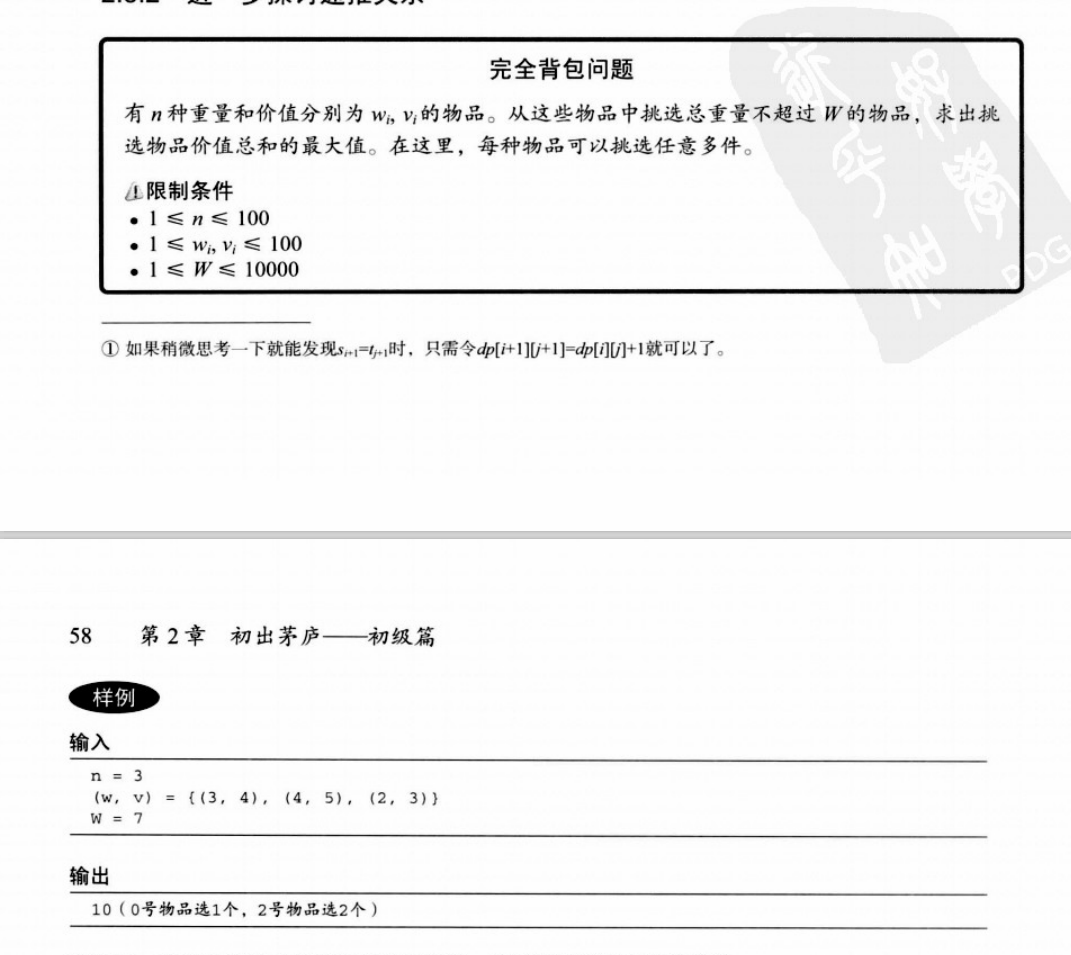 完全背包问题
有 n 种重量和价值分别为 wᵢ, vᵢ 的物品。从这些物品中挑选总重量不超过 W 的物品，求出挑
选物品价值总和的最大值。在这里，每种物品可以挑选任意多件。
限制条件
• 1 ≤ n ≤ 100
• 1 ≤ wᵢ, vᵢ ≤ 100
• 1 ≤ W ≤ 10000
PDG
① 如果稍微思考一下就能发现sᵢ₊₁=tⱼ₊₁时，只需令dp[i+1][j+1]=dp[i][j]+1就可以了。
58 第 2 章 初出茅庐——初级篇
样例
输入
n = 3
(w, v) = {(3, 4), (4, 5), (2, 3)}
W = 7
输出
10（0号物品选1个，2号物品选2个）